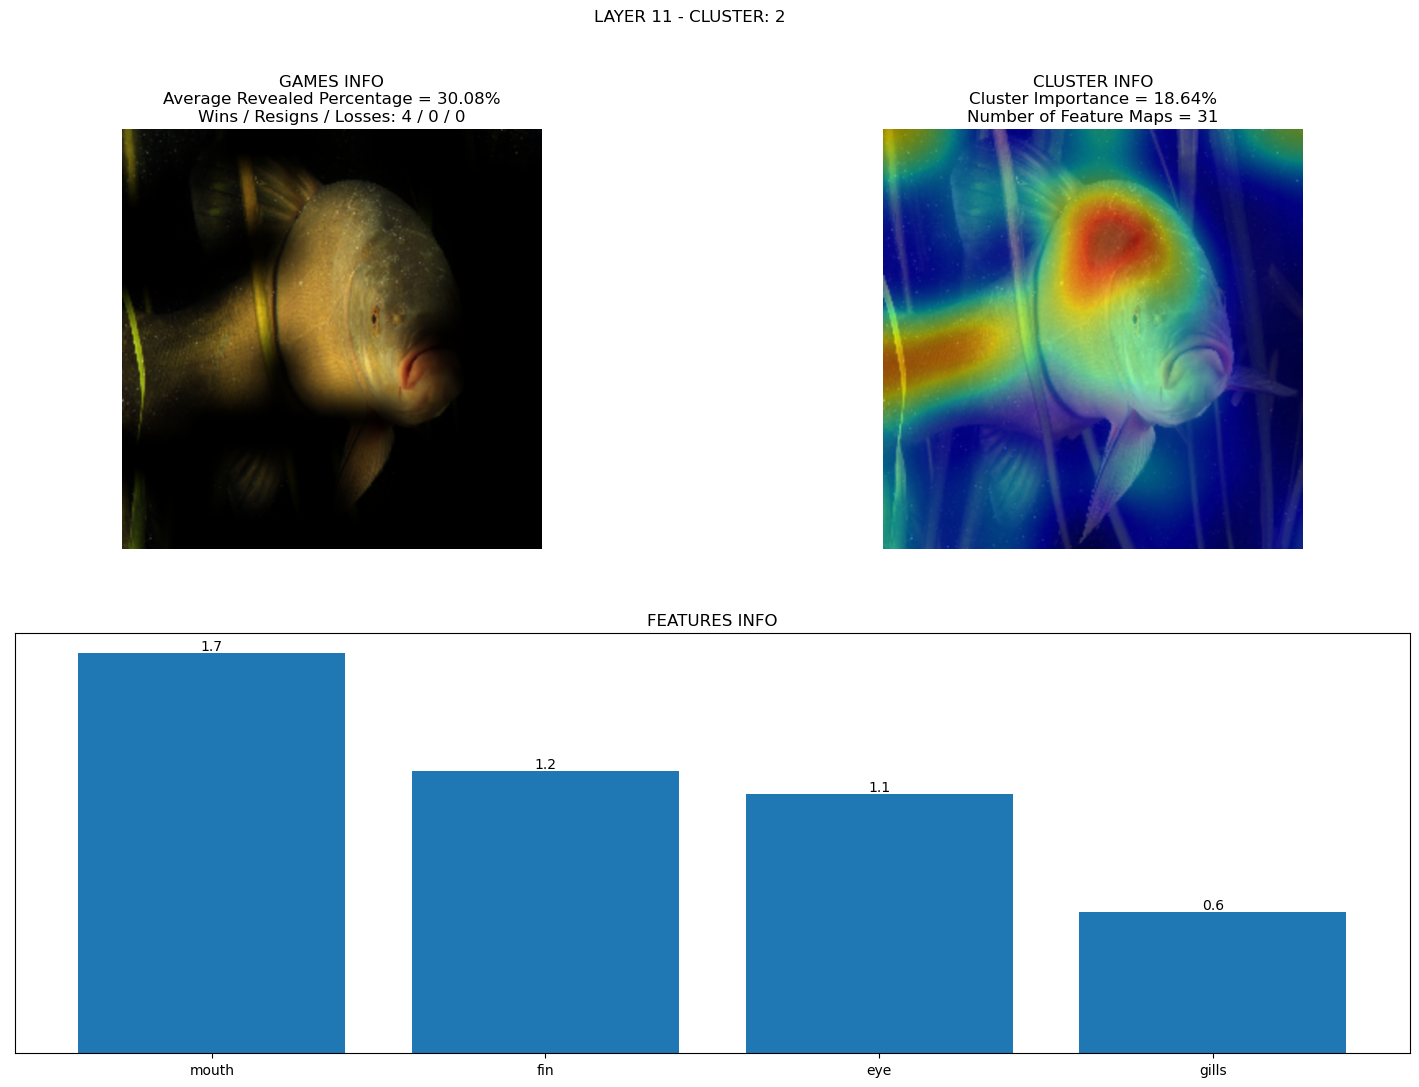 LAYER 11 - CLUSTER: 2
GAMES INFO
Average Revealed Percentage = 30.08%
Wins / Resigns / Losses: 4 / 0 / 0
CLUSTER INFO
Cluster Importance = 18.64%
Number of Feature Maps = 31
FEATURES INFO
1.7
1.2
1.1
0.6
mouth
fin
eye
gills